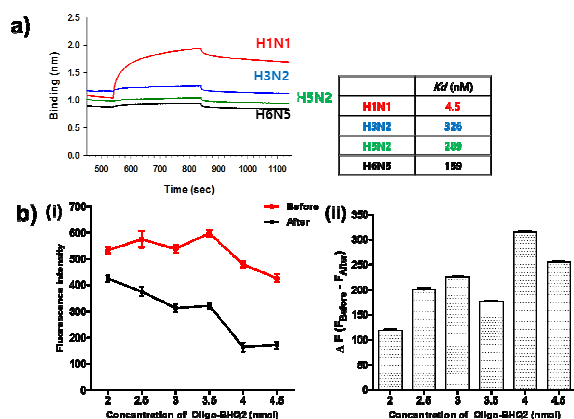 a)
2.5
2.0
1.5
1.0
0.5
0.0
Binding (nm)
500 600 700 800 900 1000 1100
Time (sec)
H1N1
H3N2
H5N2
H6N5
Kd (nM)
H1N1 4.5
H3N2 326
H5N2 289
H6N5 159
b) (i)
Before
After
700
600
500
400
300
200
100
0
Fluorescence Intensity
2 2.5 3 3.5 4 4.5
Concentration of Oligo-BHQ2 (nmol)
(ii)
350
300
250
200
150
100
50
0
Δ F (FBefore - FAfter)
2 2.5 3 3.5 4 4.5
Concentration of Oligo-BHQ2 (nmol)